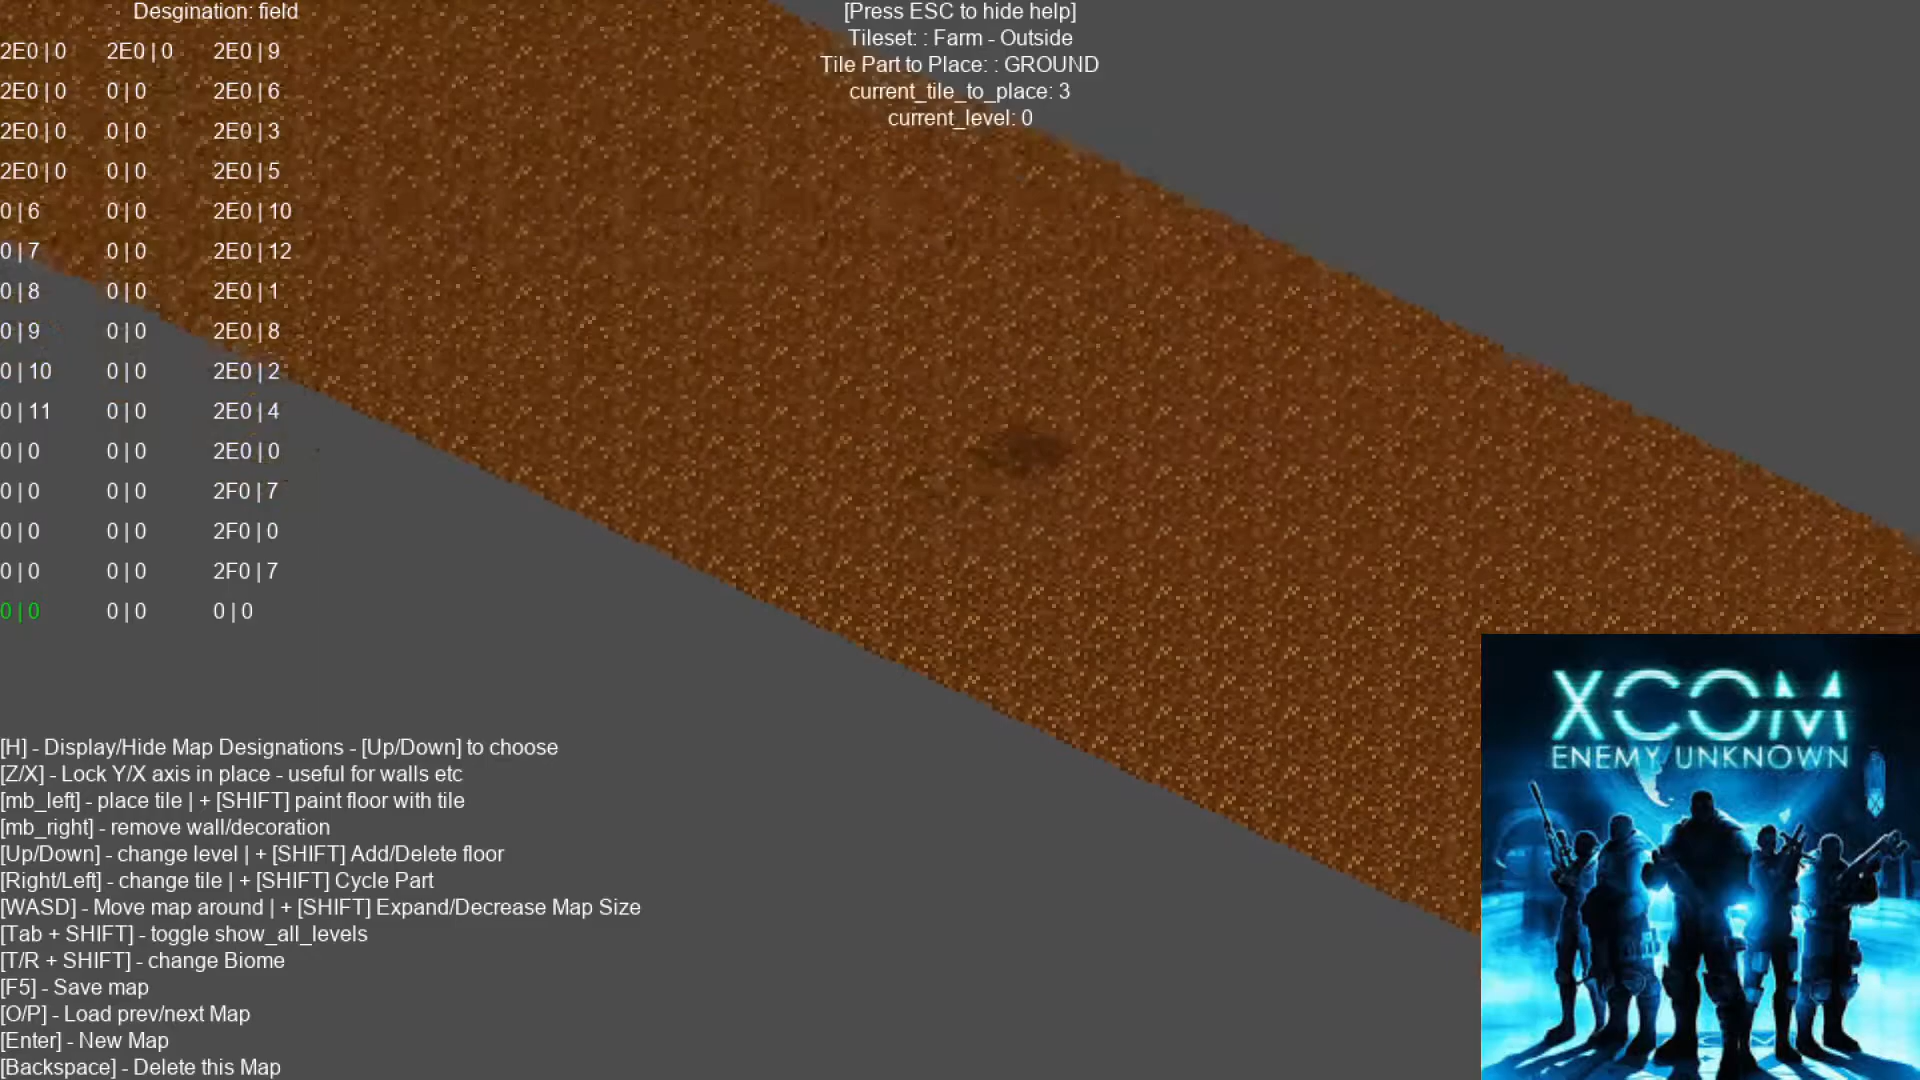 Desgination: field
2E0 | 0 2E0 | 0 2E0 | 9
2E0 | 0 0 | 0 2E0 | 6
2E0 | 0 0 | 0 2E0 | 3
2E0 | 0 0 | 0 2E0 | 5
0 | 6 0 | 0 2E0 | 10
0 | 7 0 | 0 2E0 | 12
0 | 8 0 | 0 2E0 | 1
0 | 9 0 | 0 2E0 | 8
0 | 10 0 | 0 2E0 | 2
0 | 11 0 | 0 2E0 | 4
0 | 0 0 | 0 2E0 | 0
0 | 0 0 | 0 2F0 | 7
0 | 0 0 | 0 2F0 | 0
0 | 0 0 | 0 2F0 | 7
0 | 0 0 | 0 0 | 0
[Press ESC to hide help]
Tileset: : Farm - Outside
Tile Part to Place: : GROUND
current_tile_to_place: 3
current_level: 0
[H] - Display/Hide Map Designations - [Up/Down] to choose
[Z/X] - Lock Y/X axis in place - useful for walls etc
[mb_left] - place tile | + [SHIFT] paint floor with tile
[mb_right] - remove wall/decoration
[Up/Down] - change level | + [SHIFT] Add/Delete floor
[Right/Left] - change tile | + [SHIFT] Cycle Part
[WASD] - Move map around | + [SHIFT] Expand/Decrease Map Size
[Tab + SHIFT] - toggle show_all_levels
[T/R + SHIFT] - change Biome
[F5] - Save map
[O/P] - Load prev/next Map
[Enter] - New Map
[Backspace] - Delete this Map
XCOM
ENEMY UNKNOWN